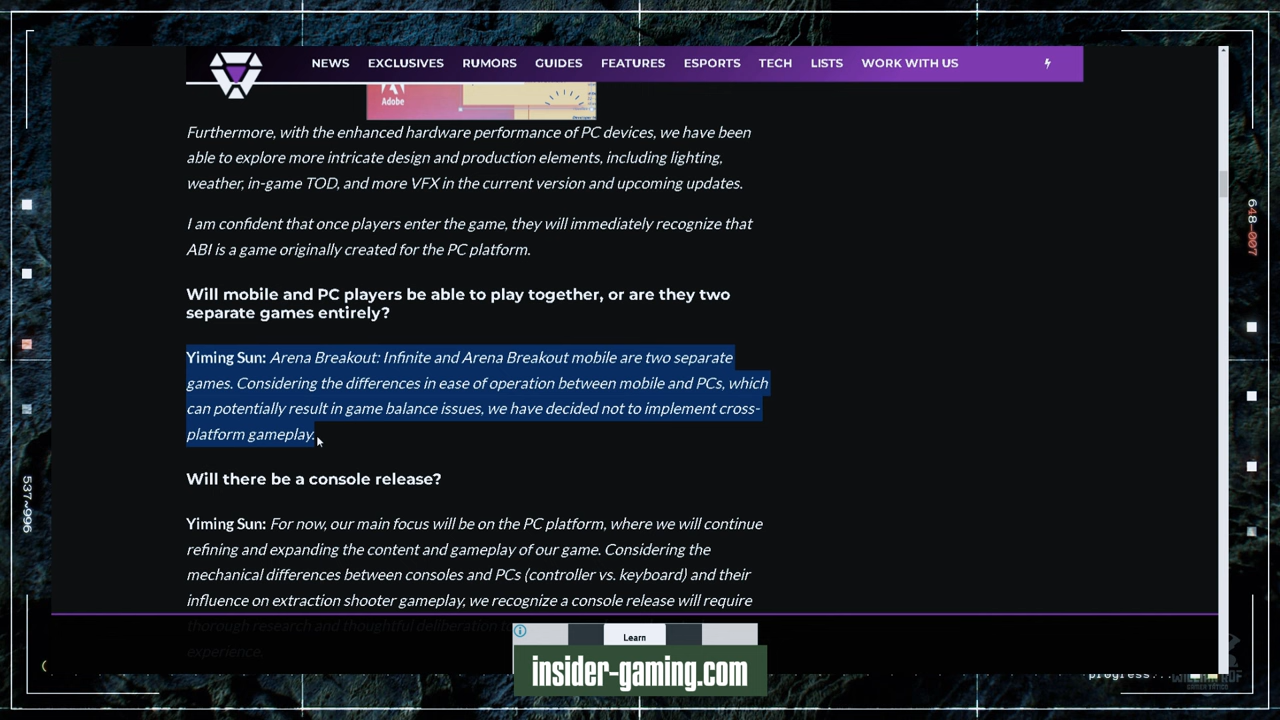 NEWS EXCLUSIVES RUMORS GUIDES FEATURES ESPORTS TECH LISTS WORK WITH US
Adobe
Furthermore, with the enhanced hardware performance of PC devices, we have been
able to explore more intricate design and production elements, including lighting,
weather, in-game TOD, and more VFX in the current version and upcoming updates.
I am confident that once players enter the game, they will immediately recognize that
ABI is a game originally created for the PC platform.
Will mobile and PC players be able to play together, or are they two
separate games entirely?
Yiming Sun: Arena Breakout: Infinite and Arena Breakout mobile are two separate
games. Considering the differences in ease of operation between mobile and PCs, which
can potentially result in game balance issues, we have decided not to implement cross-
platform gameplay.
Will there be a console release?
Yiming Sun: For now, our main focus will be on the PC platform, where we will continue
refining and expanding the content and gameplay of our game. Considering the
mechanical differences between consoles and PCs (controller vs. keyboard) and their
influence on extraction shooter gameplay, we recognize a console release will require
thorough research and thoughtful deliberation
experience.
Learn
insider-gaming.com
progress..
648-007
537~996